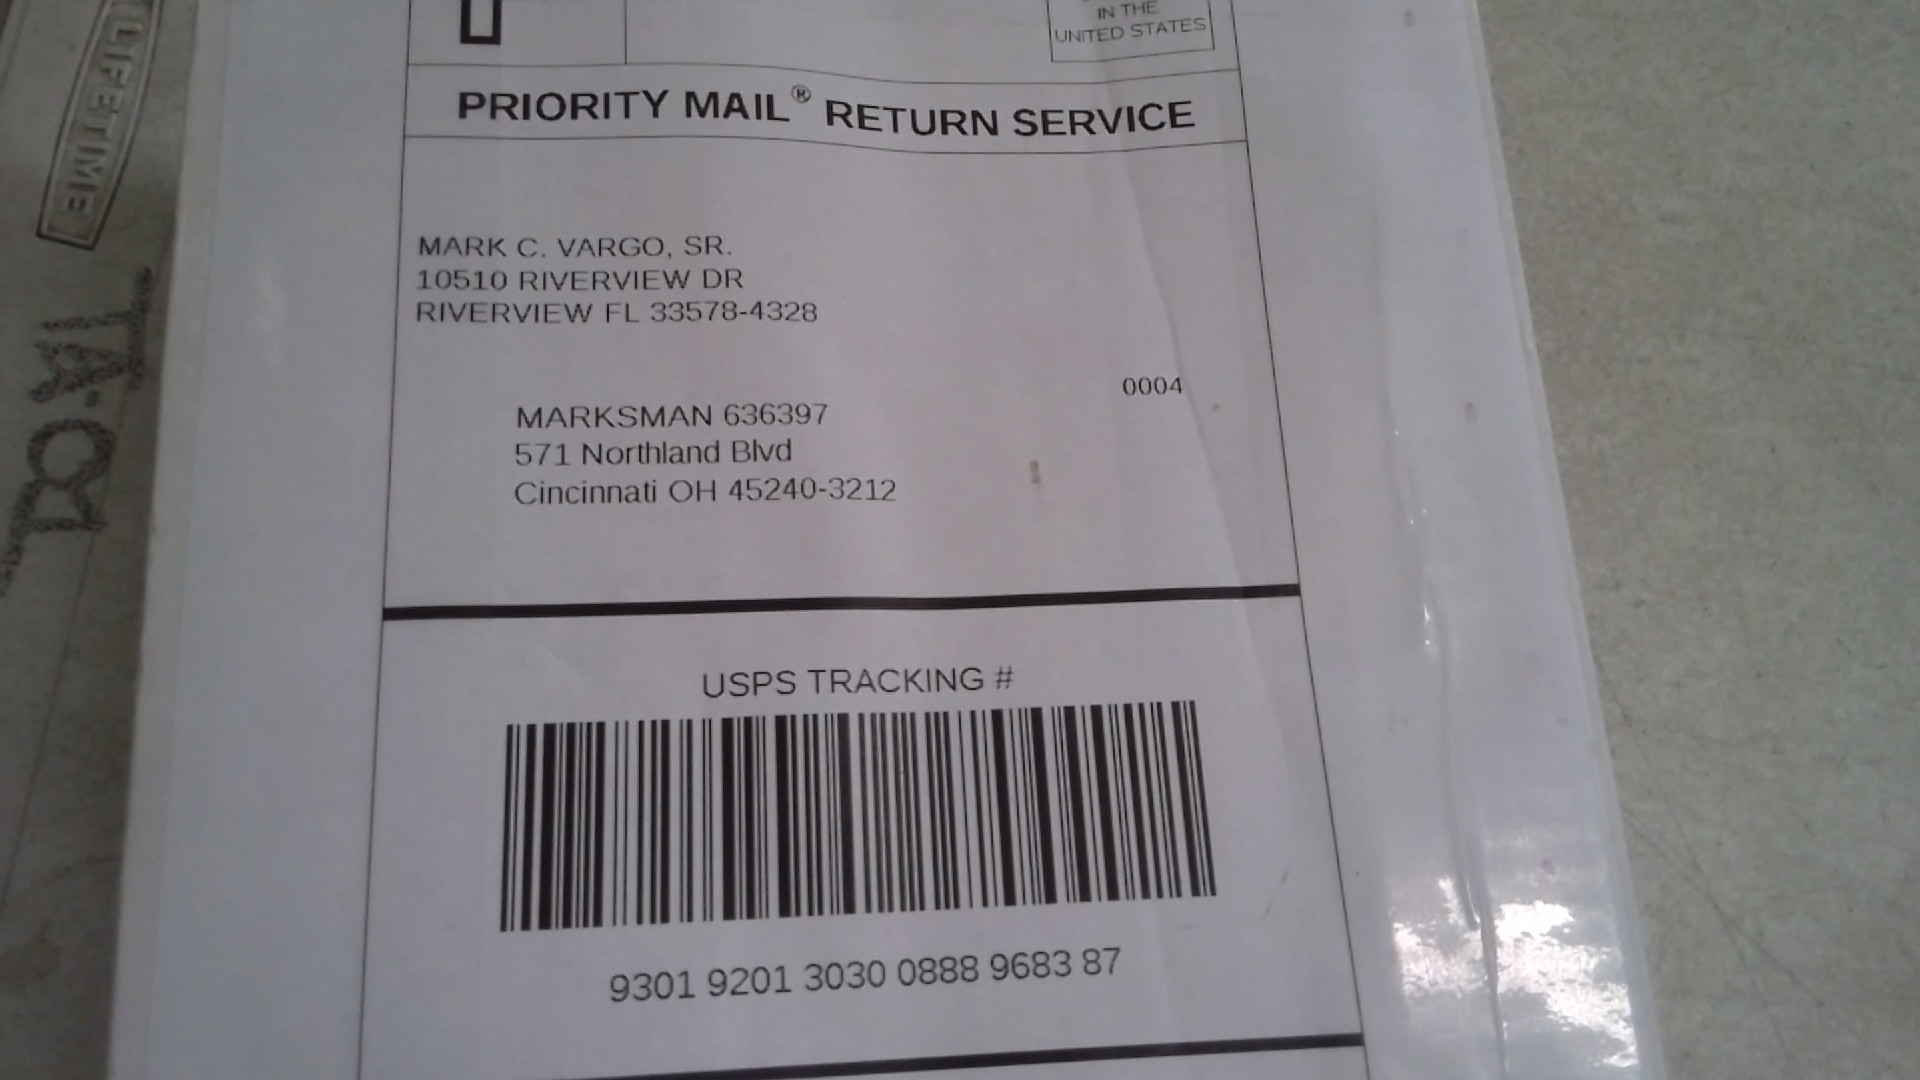 IN THE
UNITED STATES
PRIORITY MAIL® RETURN SERVICE
MARK C. VARGO, SR.
10510 RIVERVIEW DR
RIVERVIEW FL 33578-4328
0004
MARKSMAN 636397
571 Northland Blvd
Cincinnati OH 45240-3212
USPS TRACKING #
9301 9201 3030 0888 9683 87
LIFETIME